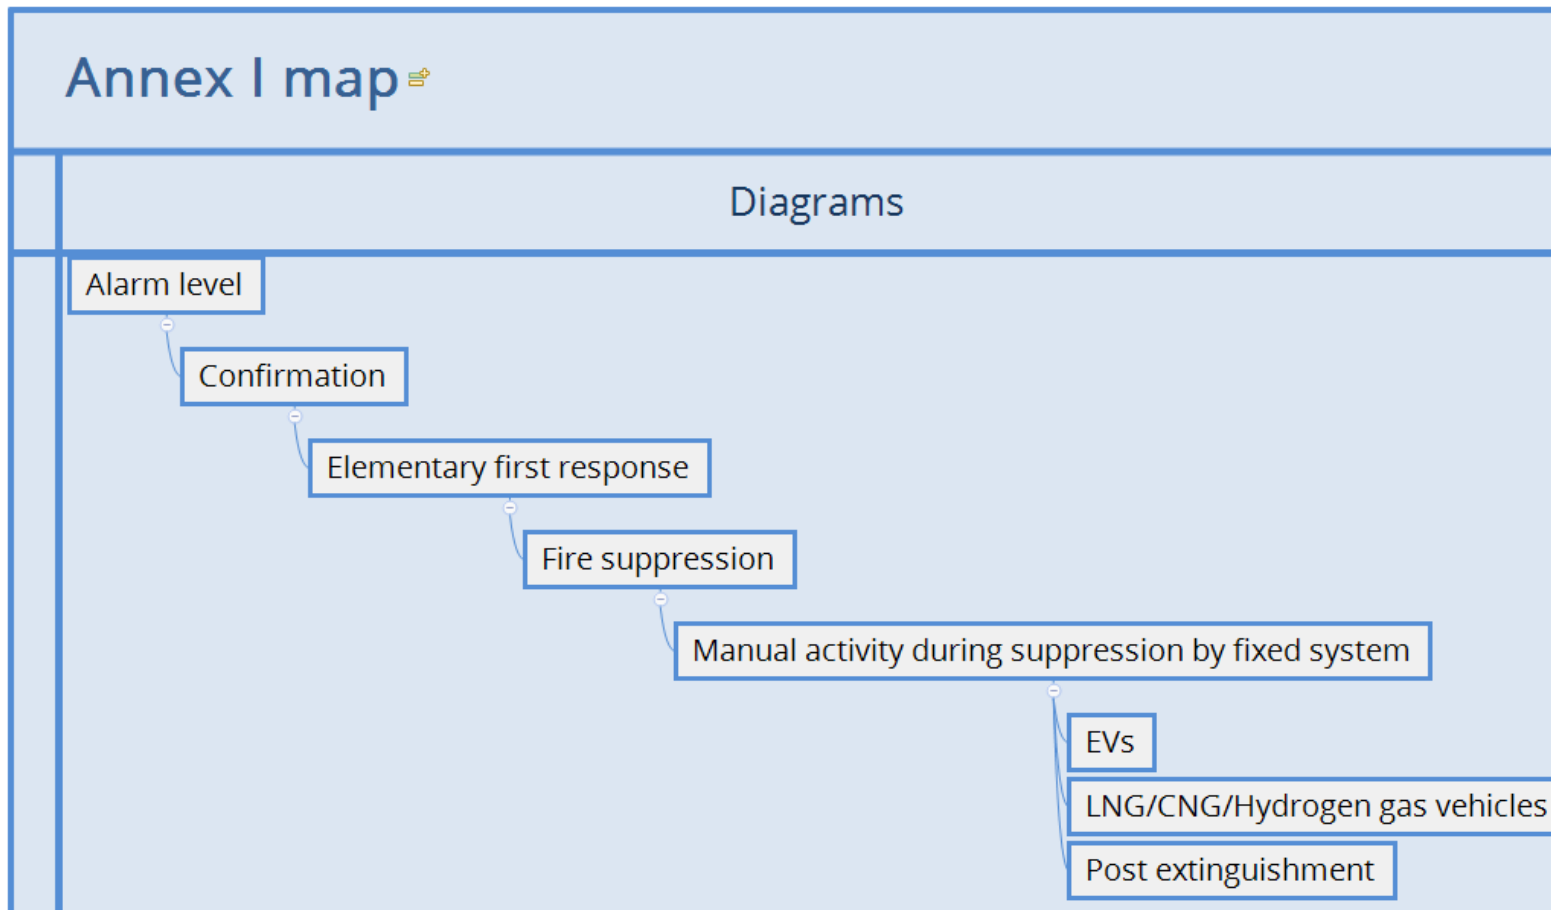 Annex I map
Diagrams
Alarm level
Confirmation
Elementary first response
Fire suppression
Manual activity during suppression by fixed system
EVs
LNG/CNG/Hydrogen gas vehicles
Post extinguishment